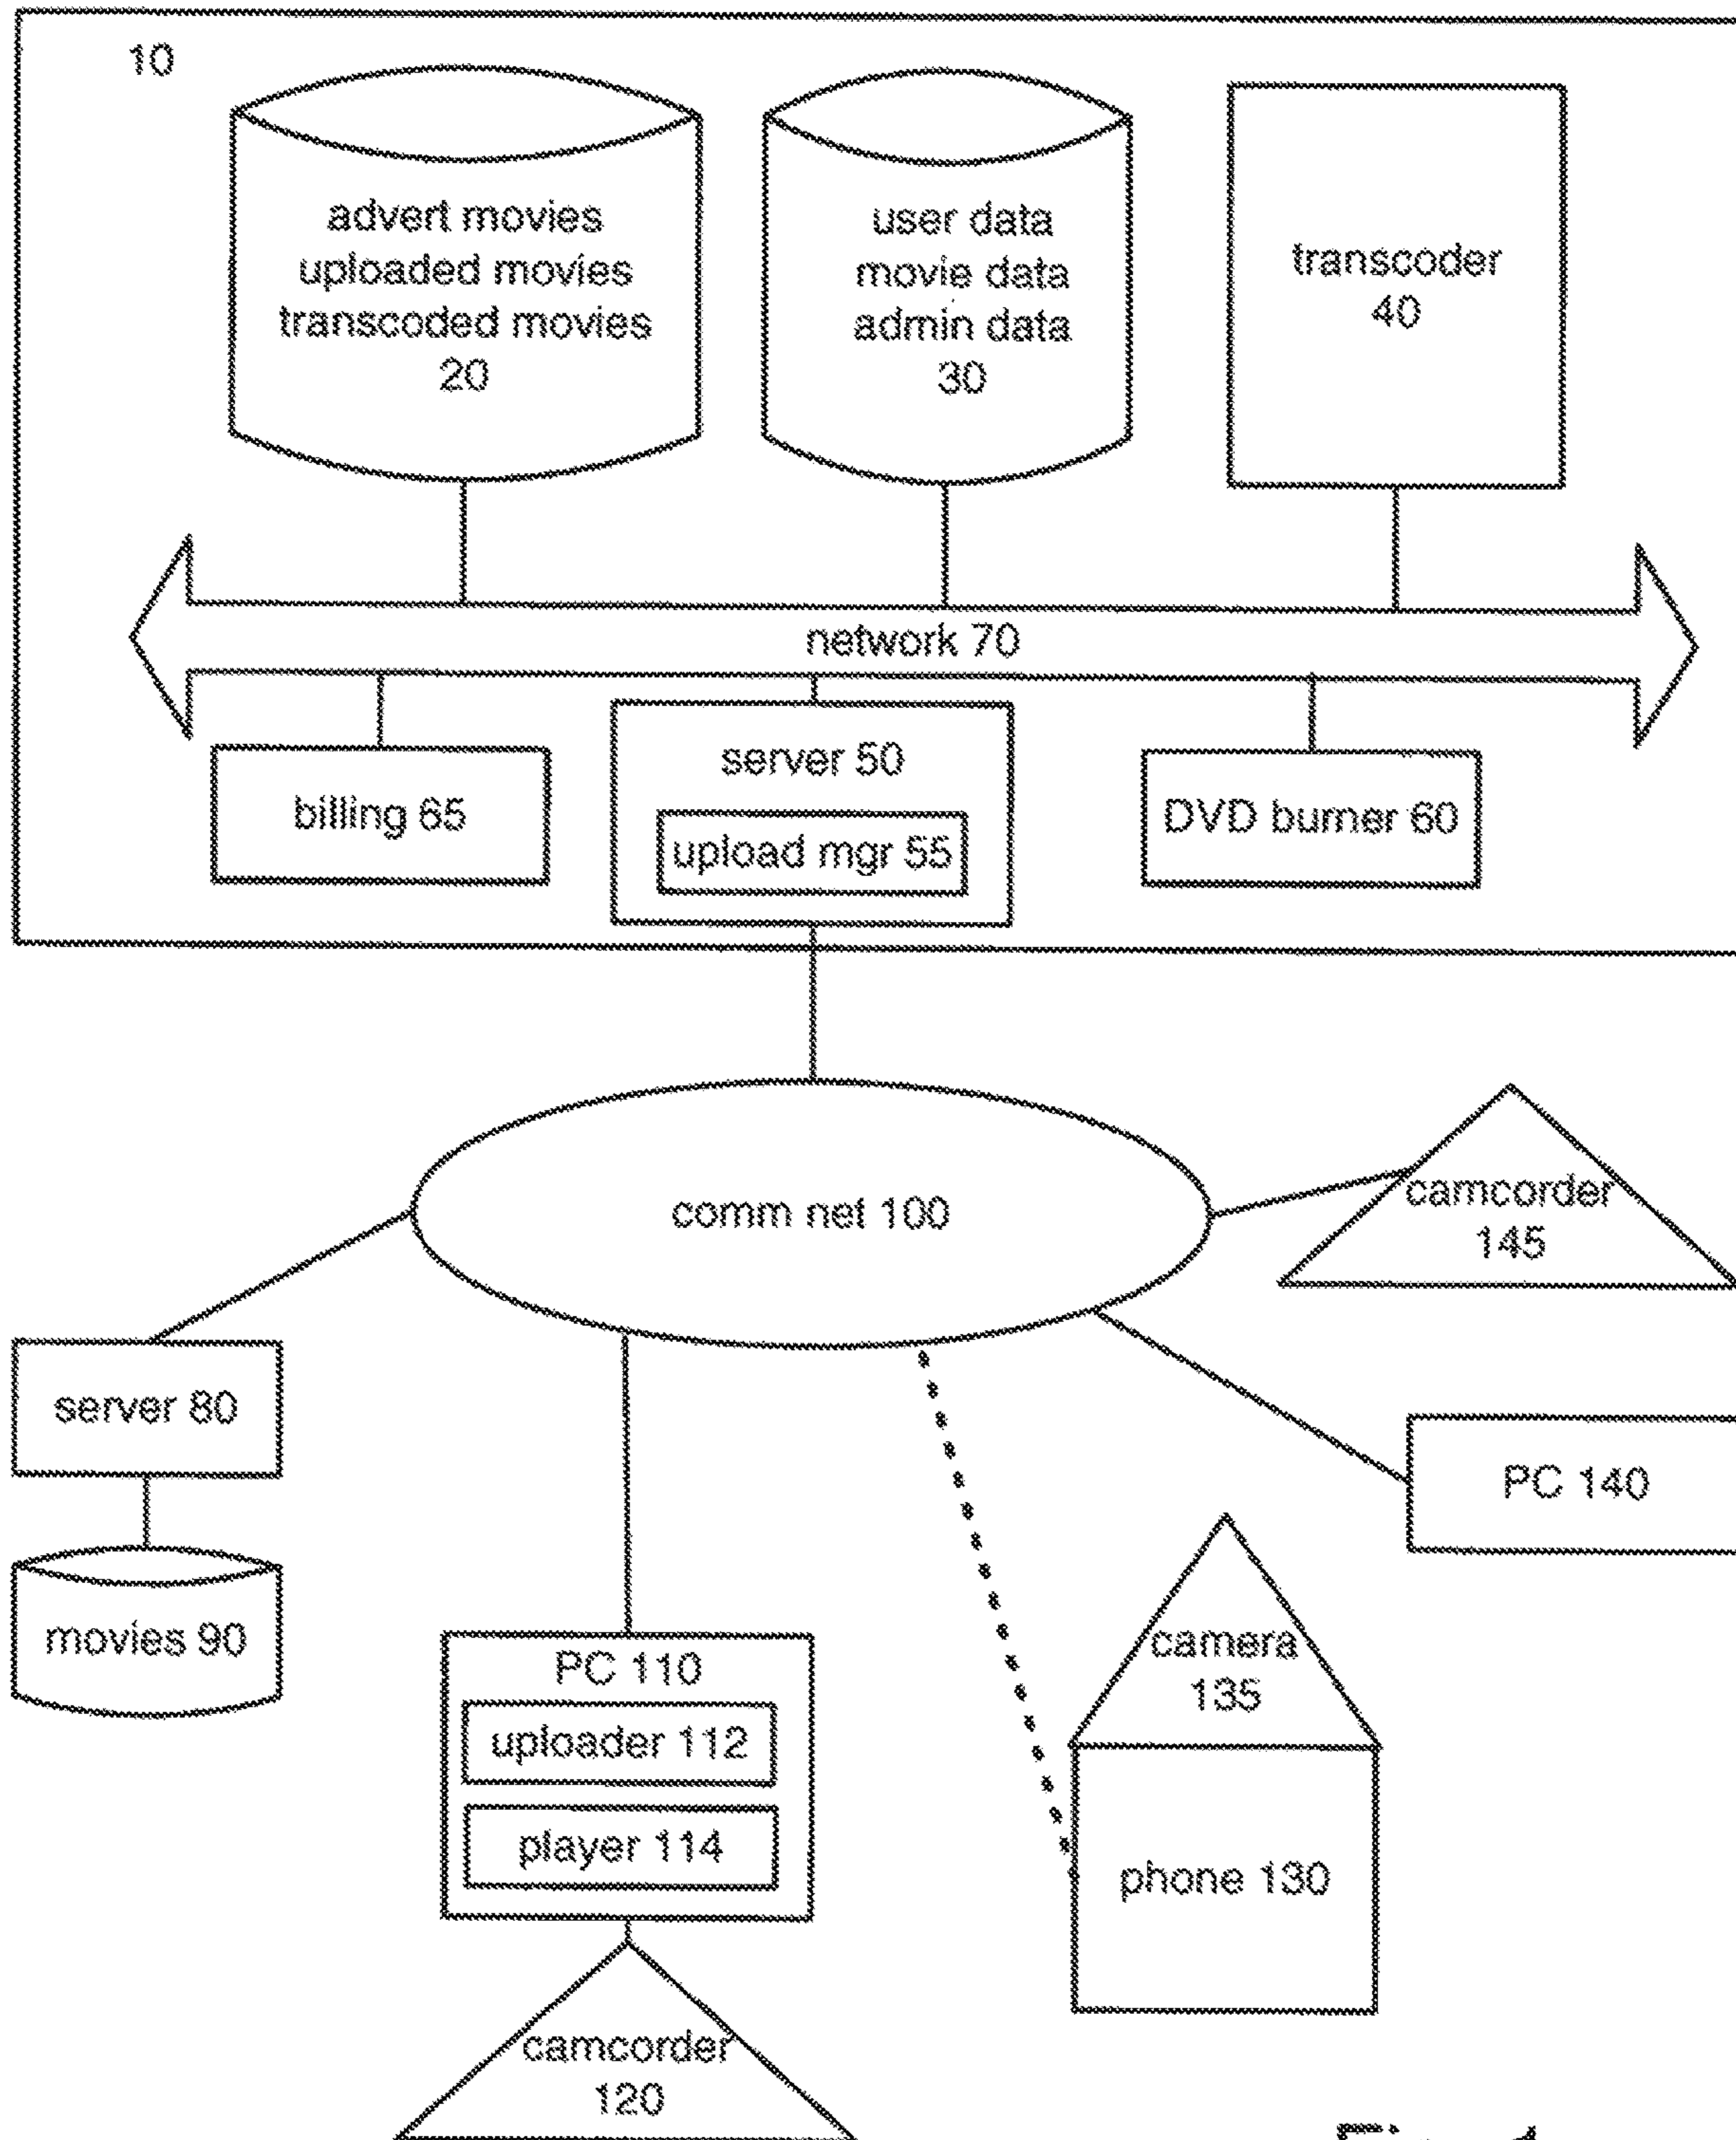 10
advert movies
uploaded movies
transcoded movies
20
user data
movie data
admin data
30
transcoder
40
network 70
billing 65
server 50
upload mgr 55
DVD burner 60
comm net 100
camcorder
145
server 80
PC 140
movies 90
camera
135
PC 110
uploader 112
player 114
phone 130
camcorder
120